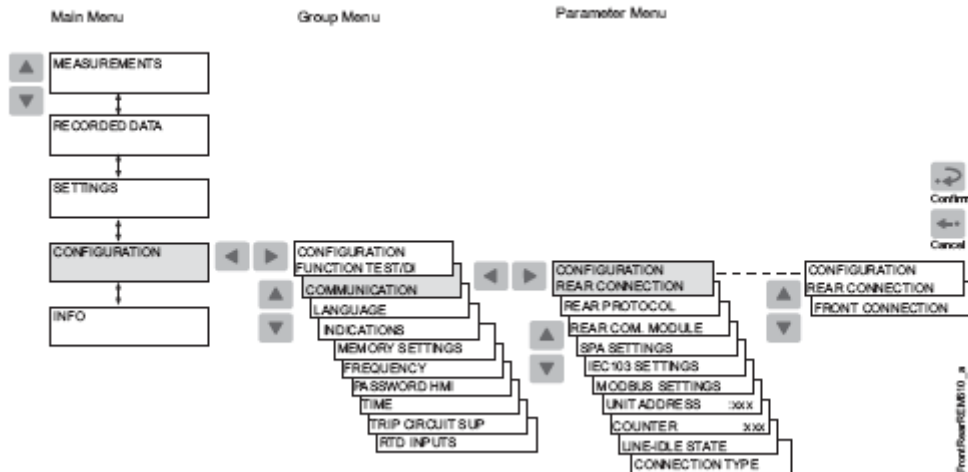 Main Menu
Group Menu
Parameter Menu
MEASUREMENTS
RECORDED DATA
SETTINGS
CONFIGURATION
INFO
CONFIGURATION
FUNCTION TEST/DI
COMMUNICATION
LANGUAGE
INDICATIONS
MEMORY SETTINGS
FREQUENCY
PASSWORD HMI
TIME
TRIP CIRCUIT SUP
RTD INPUTS
CONFIGURATION
REAR CONNECTION
REAR PROTOCOL
REAR COM. MODULE
SPA SETTINGS
IEC103 SETTINGS
MODBUS SETTINGS
UNIT ADDRESS :xxx
COUNTER xxx
LINE-IDLE STATE
CONNECTION TYPE
Confirm
Cancel
CONFIGURATION
REAR CONNECTION
FRONT CONNECTION
FrontRearREM610_a